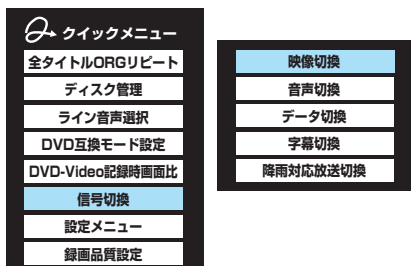 クイックメニュー
全タイトルORGリピート
ディスク管理
ライン音声選択
DVD互換モード設定
DVD-Video記録時画面比
信号切換
設定メニュー
録画品質設定
映像切換
音声切換
データ切換
字幕切換
降雨対応放送切換